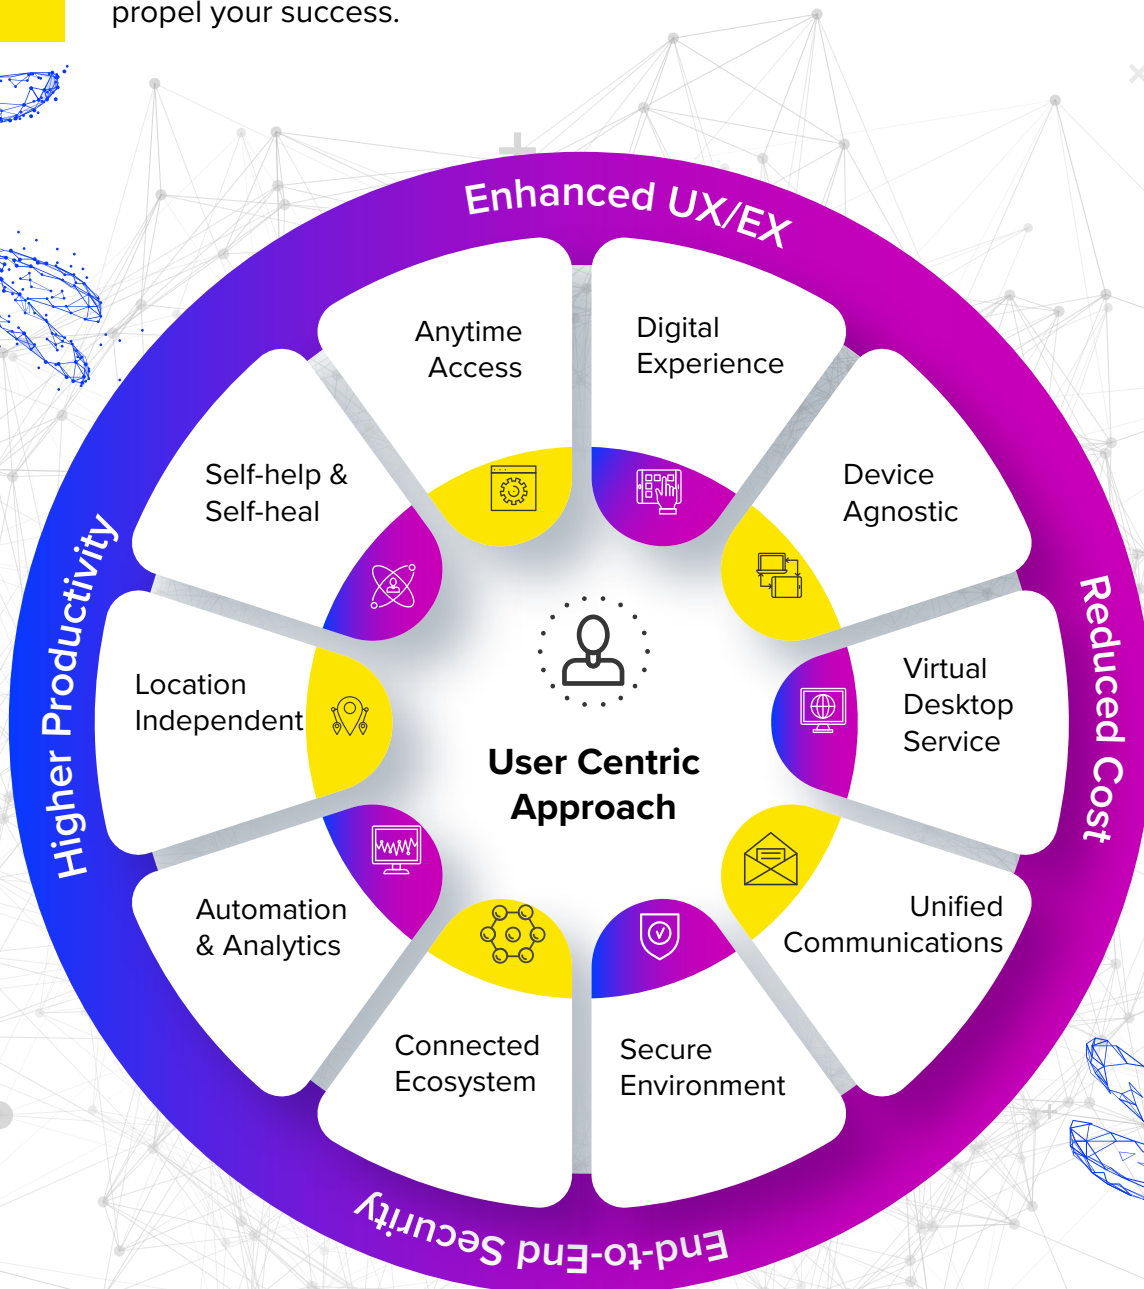 propel your success.
Enhanced UX/EX
Anytime
Access
Digital
Experience
Self-help &
Self-heal
Device
Agnostic
Higher Productivity
Location
Independent
User Centric
Approach
Virtual
Desktop
Service
Reduced Cost
Automation
& Analytics
Unified
Communications
Connected
Ecosystem
Secure
Environment
End-to-End Security